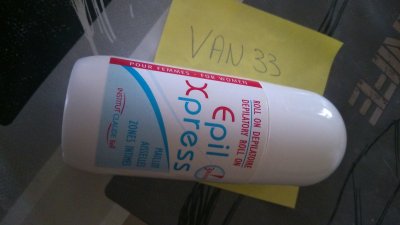 VAN 33
POUR FEMMES - FOR WOMEN
ROLL ON DEPILATOIRE
DEPILATORY ROLL ON
Epil
Xpress
MAILLOT
AISSELLES
ZONES INTIMES
INSTITUT CLAUDE BELL